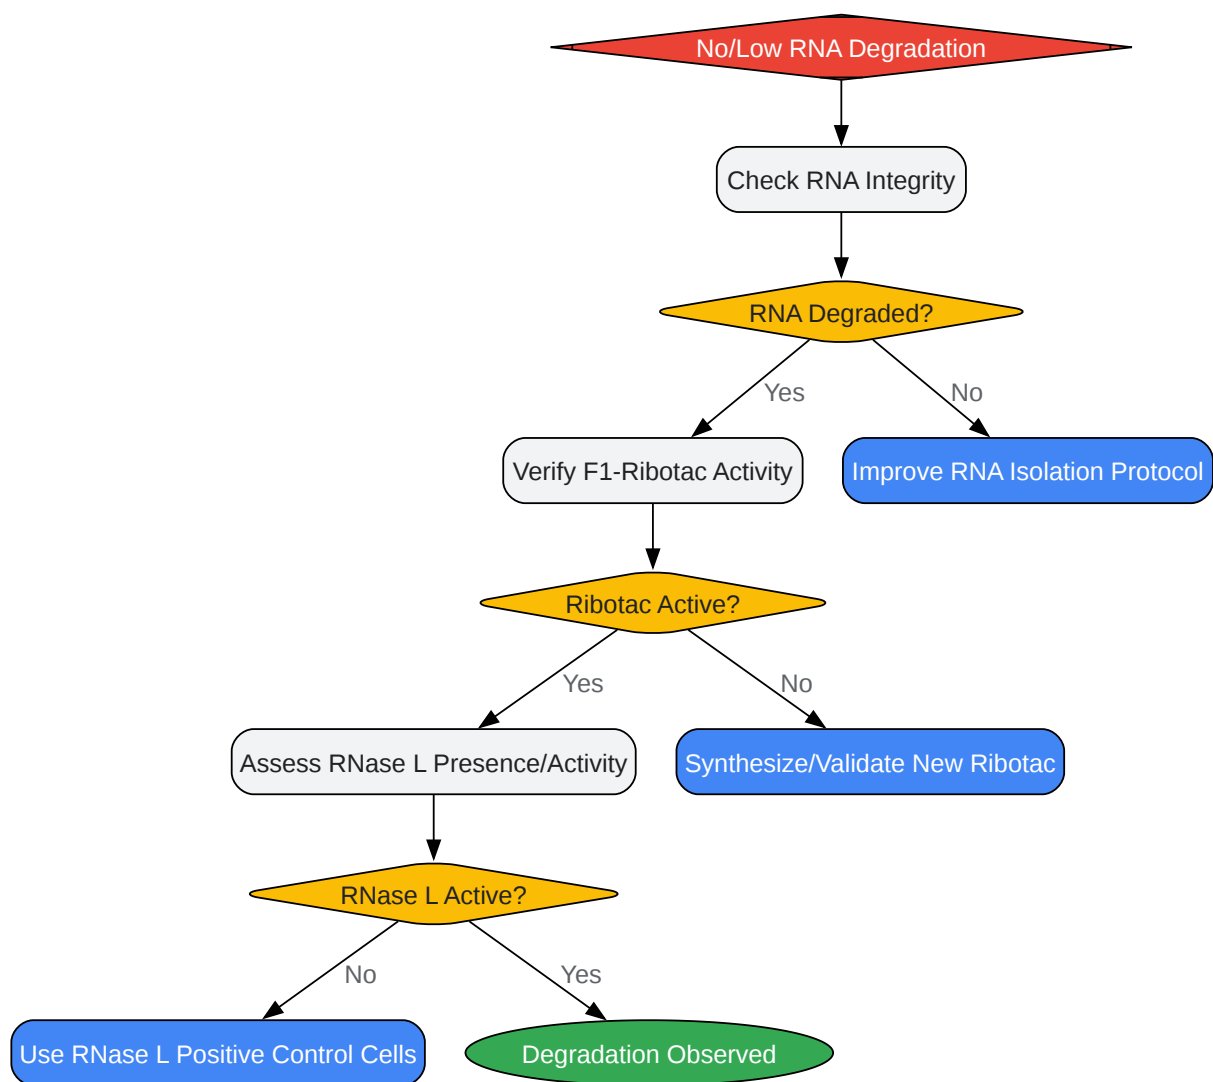 No/Low RNA Degradation
Check RNA Integrity
RNA Degraded?
Yes
No
Verify F1-Ribotac Activity
Improve RNA Isolation Protocol
Ribotac Active?
Yes
No
Assess RNase L Presence/Activity
Synthesize/Validate New Ribotac
RNase L Active?
No
Yes
Use RNase L Positive Control Cells
Degradation Observed